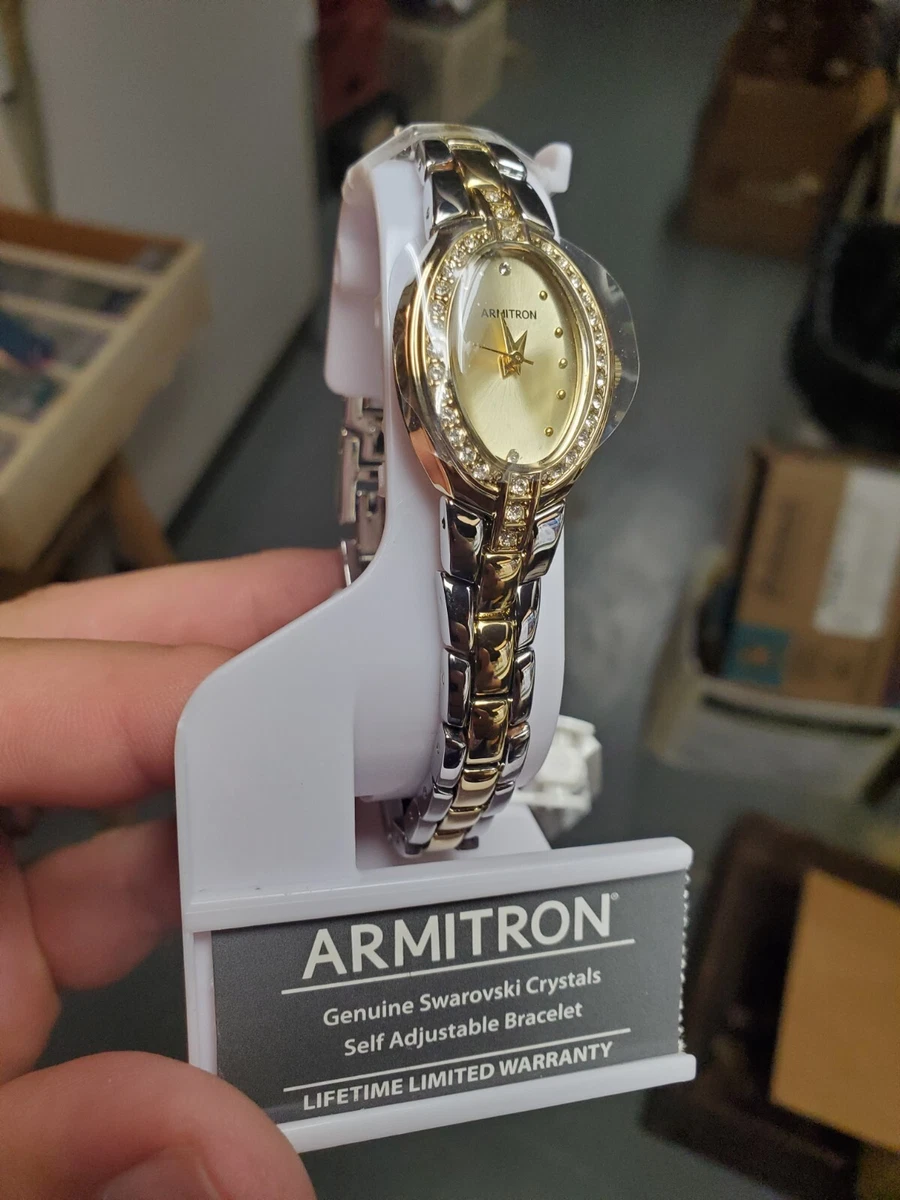 ARMITRON
ARMITRON®
Genuine Swarovski Crystals
Self Adjustable Bracelet
LIFETIME LIMITED WARRANTY